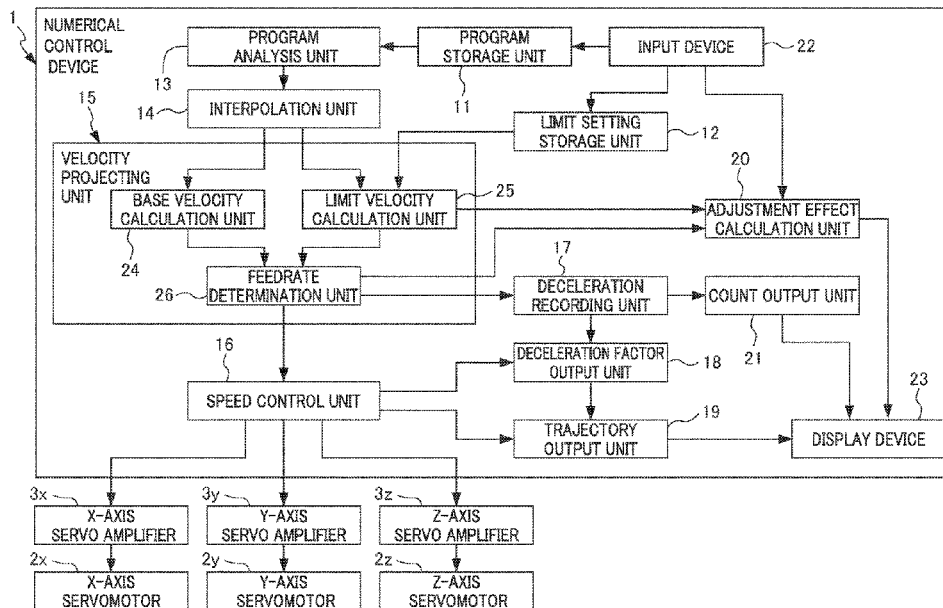 1
NUMERICAL
CONTROL
DEVICE
PROGRAM
ANALYSIS UNIT
13
PROGRAM
STORAGE UNIT
11
INPUT DEVICE
22
15
14
INTERPOLATION UNIT
LIMIT SETTING
STORAGE UNIT
12
VELOCITY
PROJECTING
UNIT
BASE VELOCITY
CALCULATION UNIT
24
LIMIT VELOCITY
CALCULATION UNIT
25
20
ADJUSTMENT EFFECT
CALCULATION UNIT
26
FEEDRATE
DETERMINATION UNIT
17
DECELERATION
RECORDING UNIT
COUNT OUTPUT UNIT
21
16
SPEED CONTROL UNIT
DECELERATION FACTOR
OUTPUT UNIT
18
TRAJECTORY
OUTPUT UNIT
19
23
DISPLAY DEVICE
3x
X-AXIS
SERVO AMPLIFIER
3y
Y-AXIS
SERVO AMPLIFIER
3z
Z-AXIS
SERVO AMPLIFIER
2x
X-AXIS
SERVOMOTOR
2y
Y-AXIS
SERVOMOTOR
2z
Z-AXIS
SERVOMOTOR